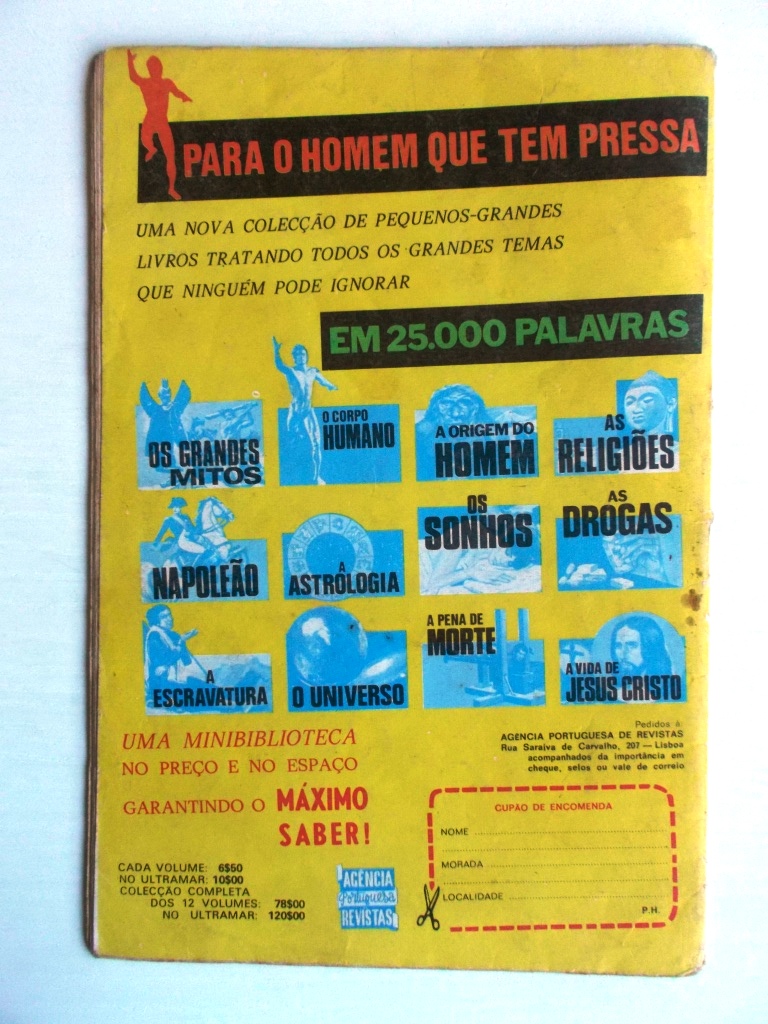 PARA O HOMEM QUE TEM PRESSA
UMA NOVA COLECÇÃO DE PEQUENOS-GRANDES
LIVROS TRATANDO TODOS OS GRANDES TEMAS
QUE NINGUÉM PODE IGNORAR
EM 25.000 PALAVRAS
OS GRANDES
MITOS
O CORPO
HUMANO
A ORIGEM DO
HOMEM
AS
RELIGIÕES
NAPOLEÃO
A
ASTROLOGIA
OS
SONHOS
AS
DROGAS
A
ESCRAVATURA
O UNIVERSO
A PENA DE
MORTE
A VIDA DE
JESUS CRISTO
UMA MINIBIBLIOTECA
NO PREÇO E NO ESPAÇO
GARANTINDO O MÁXIMO
SABER!
Pedidos à
AGENCIA PORTUGUESA DE REVISTAS
Rua Saraiva de Carvalho, 207 — Lisboa
acompanhados da importância em
cheque, selos ou vale de correio
CADA VOLUME: 6$50
NO ULTRAMAR: 10$00
COLECÇÃO COMPLETA
DOS 12 VOLUMES: 78$00
NO ULTRAMAR: 120$00
AGÊNCIA
Portuguesa
REVISTAS
CUPÃO DE ENCOMENDA
NOME
MORADA
LOCALIDADE
P.H.